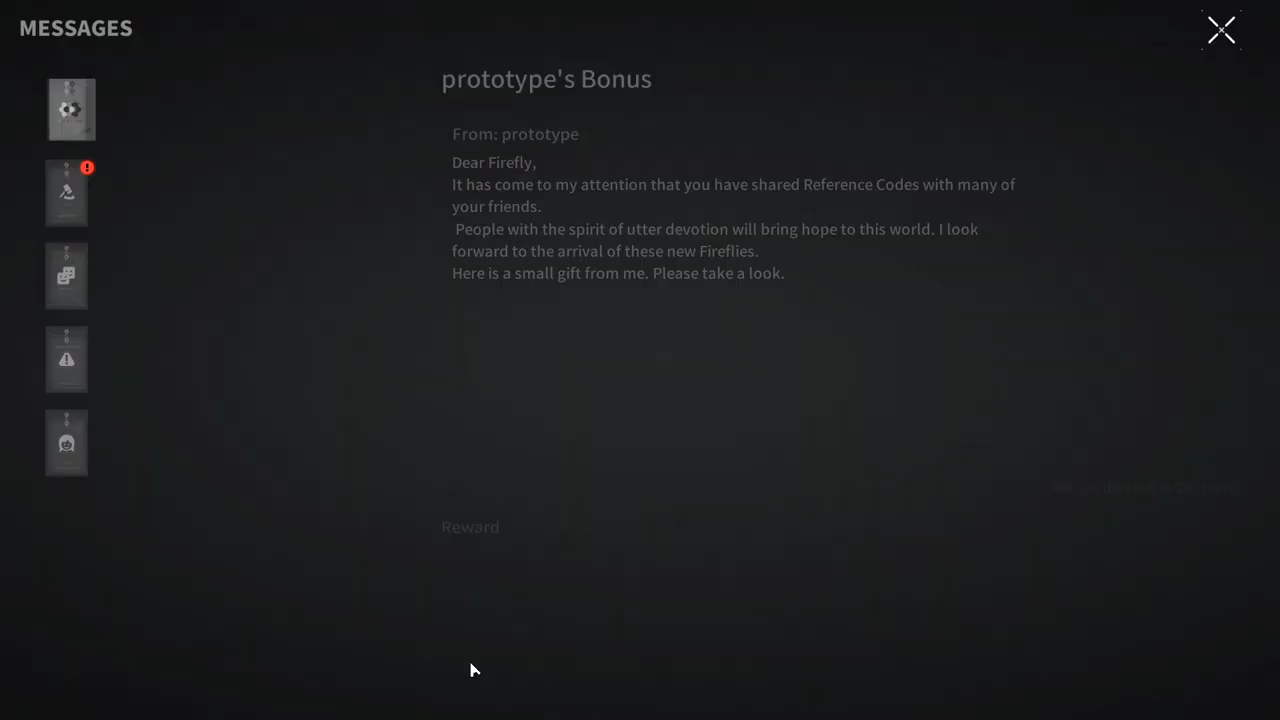 MESSAGES
prototype's Bonus
From: prototype
Dear Firefly,
It has come to my attention that you have shared Reference Codes with many of
your friends.
People with the spirit of utter devotion will bring hope to this world. I look
forward to the arrival of these new Fireflies.
Here is a small gift from me. Please take a look.
Reward